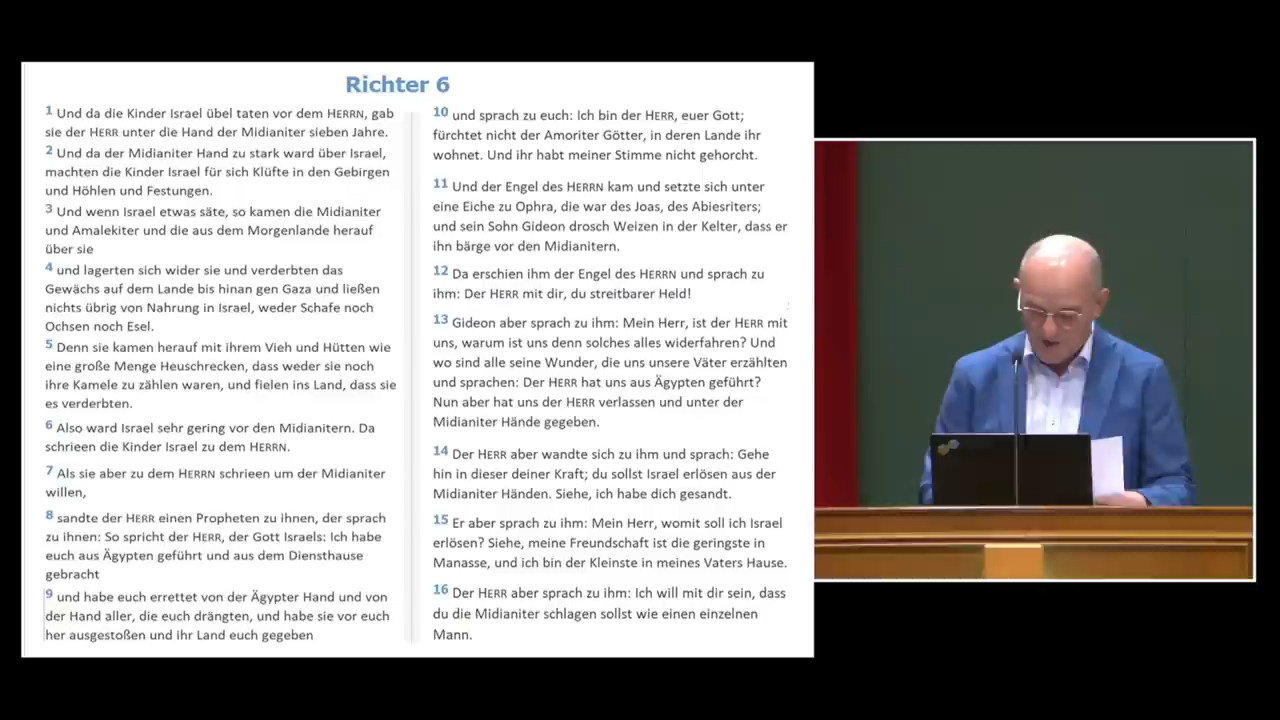 Richter 6
1 Und da die Kinder Israel übel taten vor dem HERRN, gab
sie der HERR unter die Hand der Midianiter sieben Jahre.
2 Und da der Midianiter Hand zu stark ward über Israel,
machten die Kinder Israel für sich Klüfte in den Gebirgen
und Höhlen und Festungen.
3 Und wenn Israel etwas säte, so kamen die Midianiter
und Amalekiter und die aus dem Morgenlande herauf
über sie
4 und lagerten sich wider sie und verderbten das
Gewächs auf dem Lande bis hinan gen Gaza und ließen
nichts übrig von Nahrung in Israel, weder Schafe noch
Ochsen noch Esel.
5 Denn sie kamen herauf mit ihrem Vieh und Hütten wie
eine große Menge Heuschrecken, dass weder sie noch
ihre Kamele zu zählen waren, und fielen ins Land, dass sie
es verderbten.
6 Also ward Israel sehr gering vor den Midianitern. Da
schrieen die Kinder Israel zu dem HERRN.
7 Als sie aber zu dem HERRN schrieen um der Midianiter
willen,
8 sandte der HERR einen Propheten zu ihnen, der sprach
zu ihnen: So spricht der HERR, der Gott Israels: Ich habe
euch aus Ägypten geführt und aus dem Diensthause
gebracht
9 und habe euch errettet von der Ägypter Hand und von
der Hand aller, die euch drängten, und habe sie vor euch
her ausgestoßen und ihr Land euch gegeben
10 und sprach zu euch: Ich bin der HERR, euer Gott;
fürchtet nicht der Amoriter Götter, in deren Lande ihr
wohnet. Und ihr habt meiner Stimme nicht gehorcht.
11 Und der Engel des HERRN kam und setzte sich unter
eine Eiche zu Ophra, die war des Joas, des Abiesriters;
und sein Sohn Gideon drosch Weizen in der Kelter, dass er
ihn bärge vor den Midianitern.
12 Da erschien ihm der Engel des HERRN und sprach zu
ihm: Der HERR mit dir, du streitbarer Held!
13 Gideon aber sprach zu ihm: Mein Herr, ist der HERR mit
uns, warum ist uns denn solches alles widerfahren? Und
wo sind alle seine Wunder, die uns unsere Väter erzählten
und sprachen: Der HERR hat uns aus Ägypten geführt?
Nun aber hat uns der HERR verlassen und unter der
Midianiter Hände gegeben.
14 Der HERR aber wandte sich zu ihm und sprach: Gehe
hin in dieser deiner Kraft; du sollst Israel erlösen aus der
Midianiter Händen. Siehe, ich habe dich gesandt.
15 Er aber sprach zu ihm: Mein Herr, womit soll ich Israel
erlösen? Siehe, meine Freundschaft ist die geringste in
Manasse, und ich bin der Kleinste in meines Vaters Hause.
16 Der HERR aber sprach zu ihm: Ich will mit dir sein, dass
du die Midianiter schlagen sollst wie einen einzelnen
Mann.